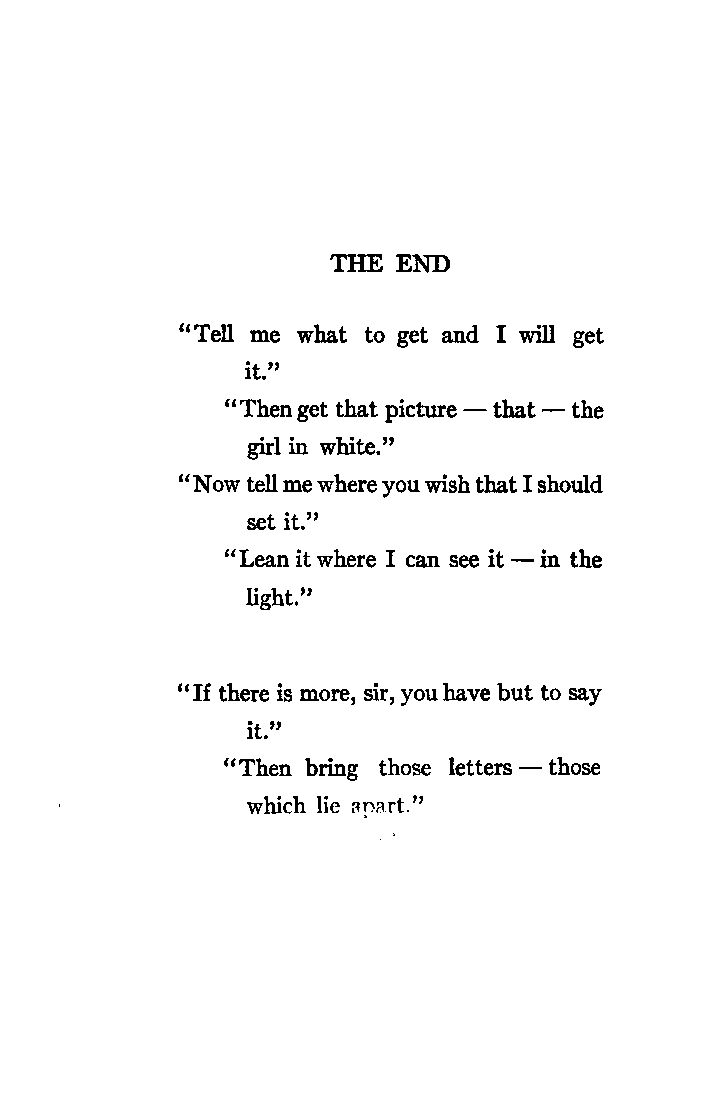 THE END
“Tell me what to get and I will get
it.”
“Then get that picture — that — the
girl in white.”
“Now tell me where you wish that I should
set it.”
“Lean it where I can see it — in the
light.”
“If there is more, sir, you have but to say
it.”
“Then bring those letters — those
which lie apart.”